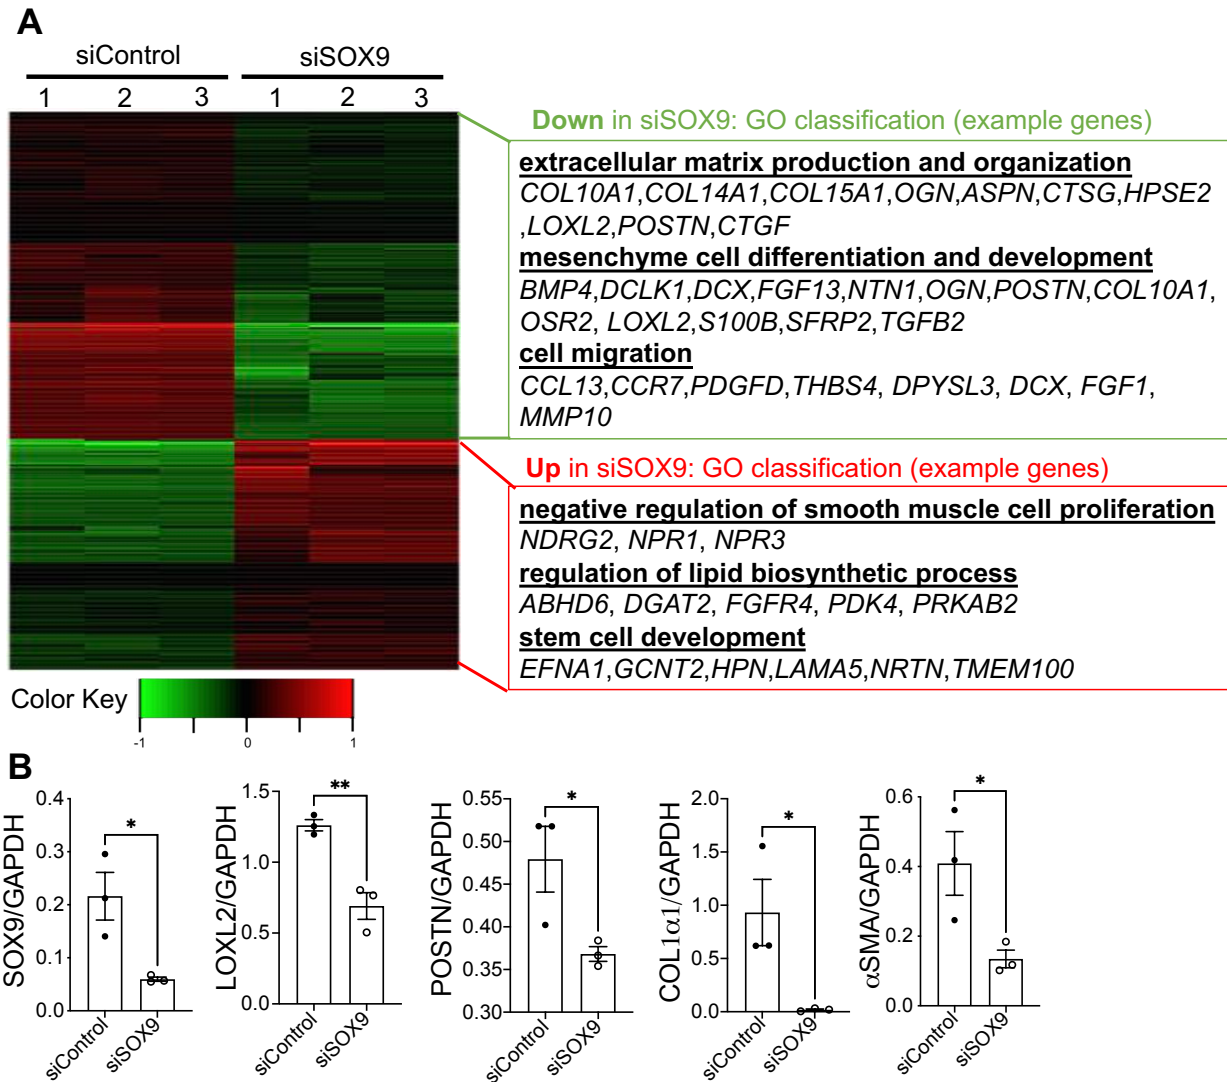 A
siControl siSOX9
1 2 3 1 2 3
Down in siSOX9: GO classification (example genes)
extracellular matrix production and organization
COL10A1,COL14A1,COL15A1,OGN,ASPN,CTSG,HPSE2
,LOXL2,POSTN,CTGF
mesenchyme cell differentiation and development
BMP4,DCLK1,DCX,FGF13,NTN1,OGN,POSTN,COL10A1,
OSR2, LOXL2,S100B,SFRP2,TGFB2
cell migration
CCL13,CCR7,PDGFD,THBS4, DPYSL3, DCX, FGF1,
MMP10
Up in siSOX9: GO classification (example genes)
negative regulation of smooth muscle cell proliferation
NDRG2, NPR1, NPR3
regulation of lipid biosynthetic process
ABHD6, DGAT2, FGFR4, PDK4, PRKAB2
stem cell development
EFNA1,GCNT2,HPN,LAMA5,NRTN,TMEM100
Color Key
-1 0 1
B
SOX9/GAPDH
0.4
0.3
0.2
0.1
0.0
*
siControl
siSOX9
LOXL2/GAPDH
1.5
1.0
0.5
0.0
**
siControl
siSOX9
POSTN/GAPDH
0.55
0.50
0.45
0.40
0.35
0.30
*
siControl
siSOX9
COL1α1/GAPDH
2.0
1.5
1.0
0.5
0.0
*
siControl
siSOX9
αSMA/GAPDH
0.6
0.4
0.2
0.0
*
siControl
siSOX9